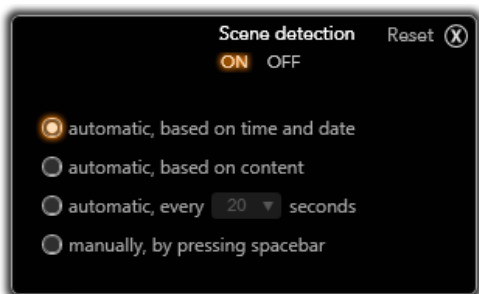 Scene detection Reset X
ON OFF
automatic, based on time and date
automatic, based on content
automatic, every 20 seconds
manually, by pressing spacebar